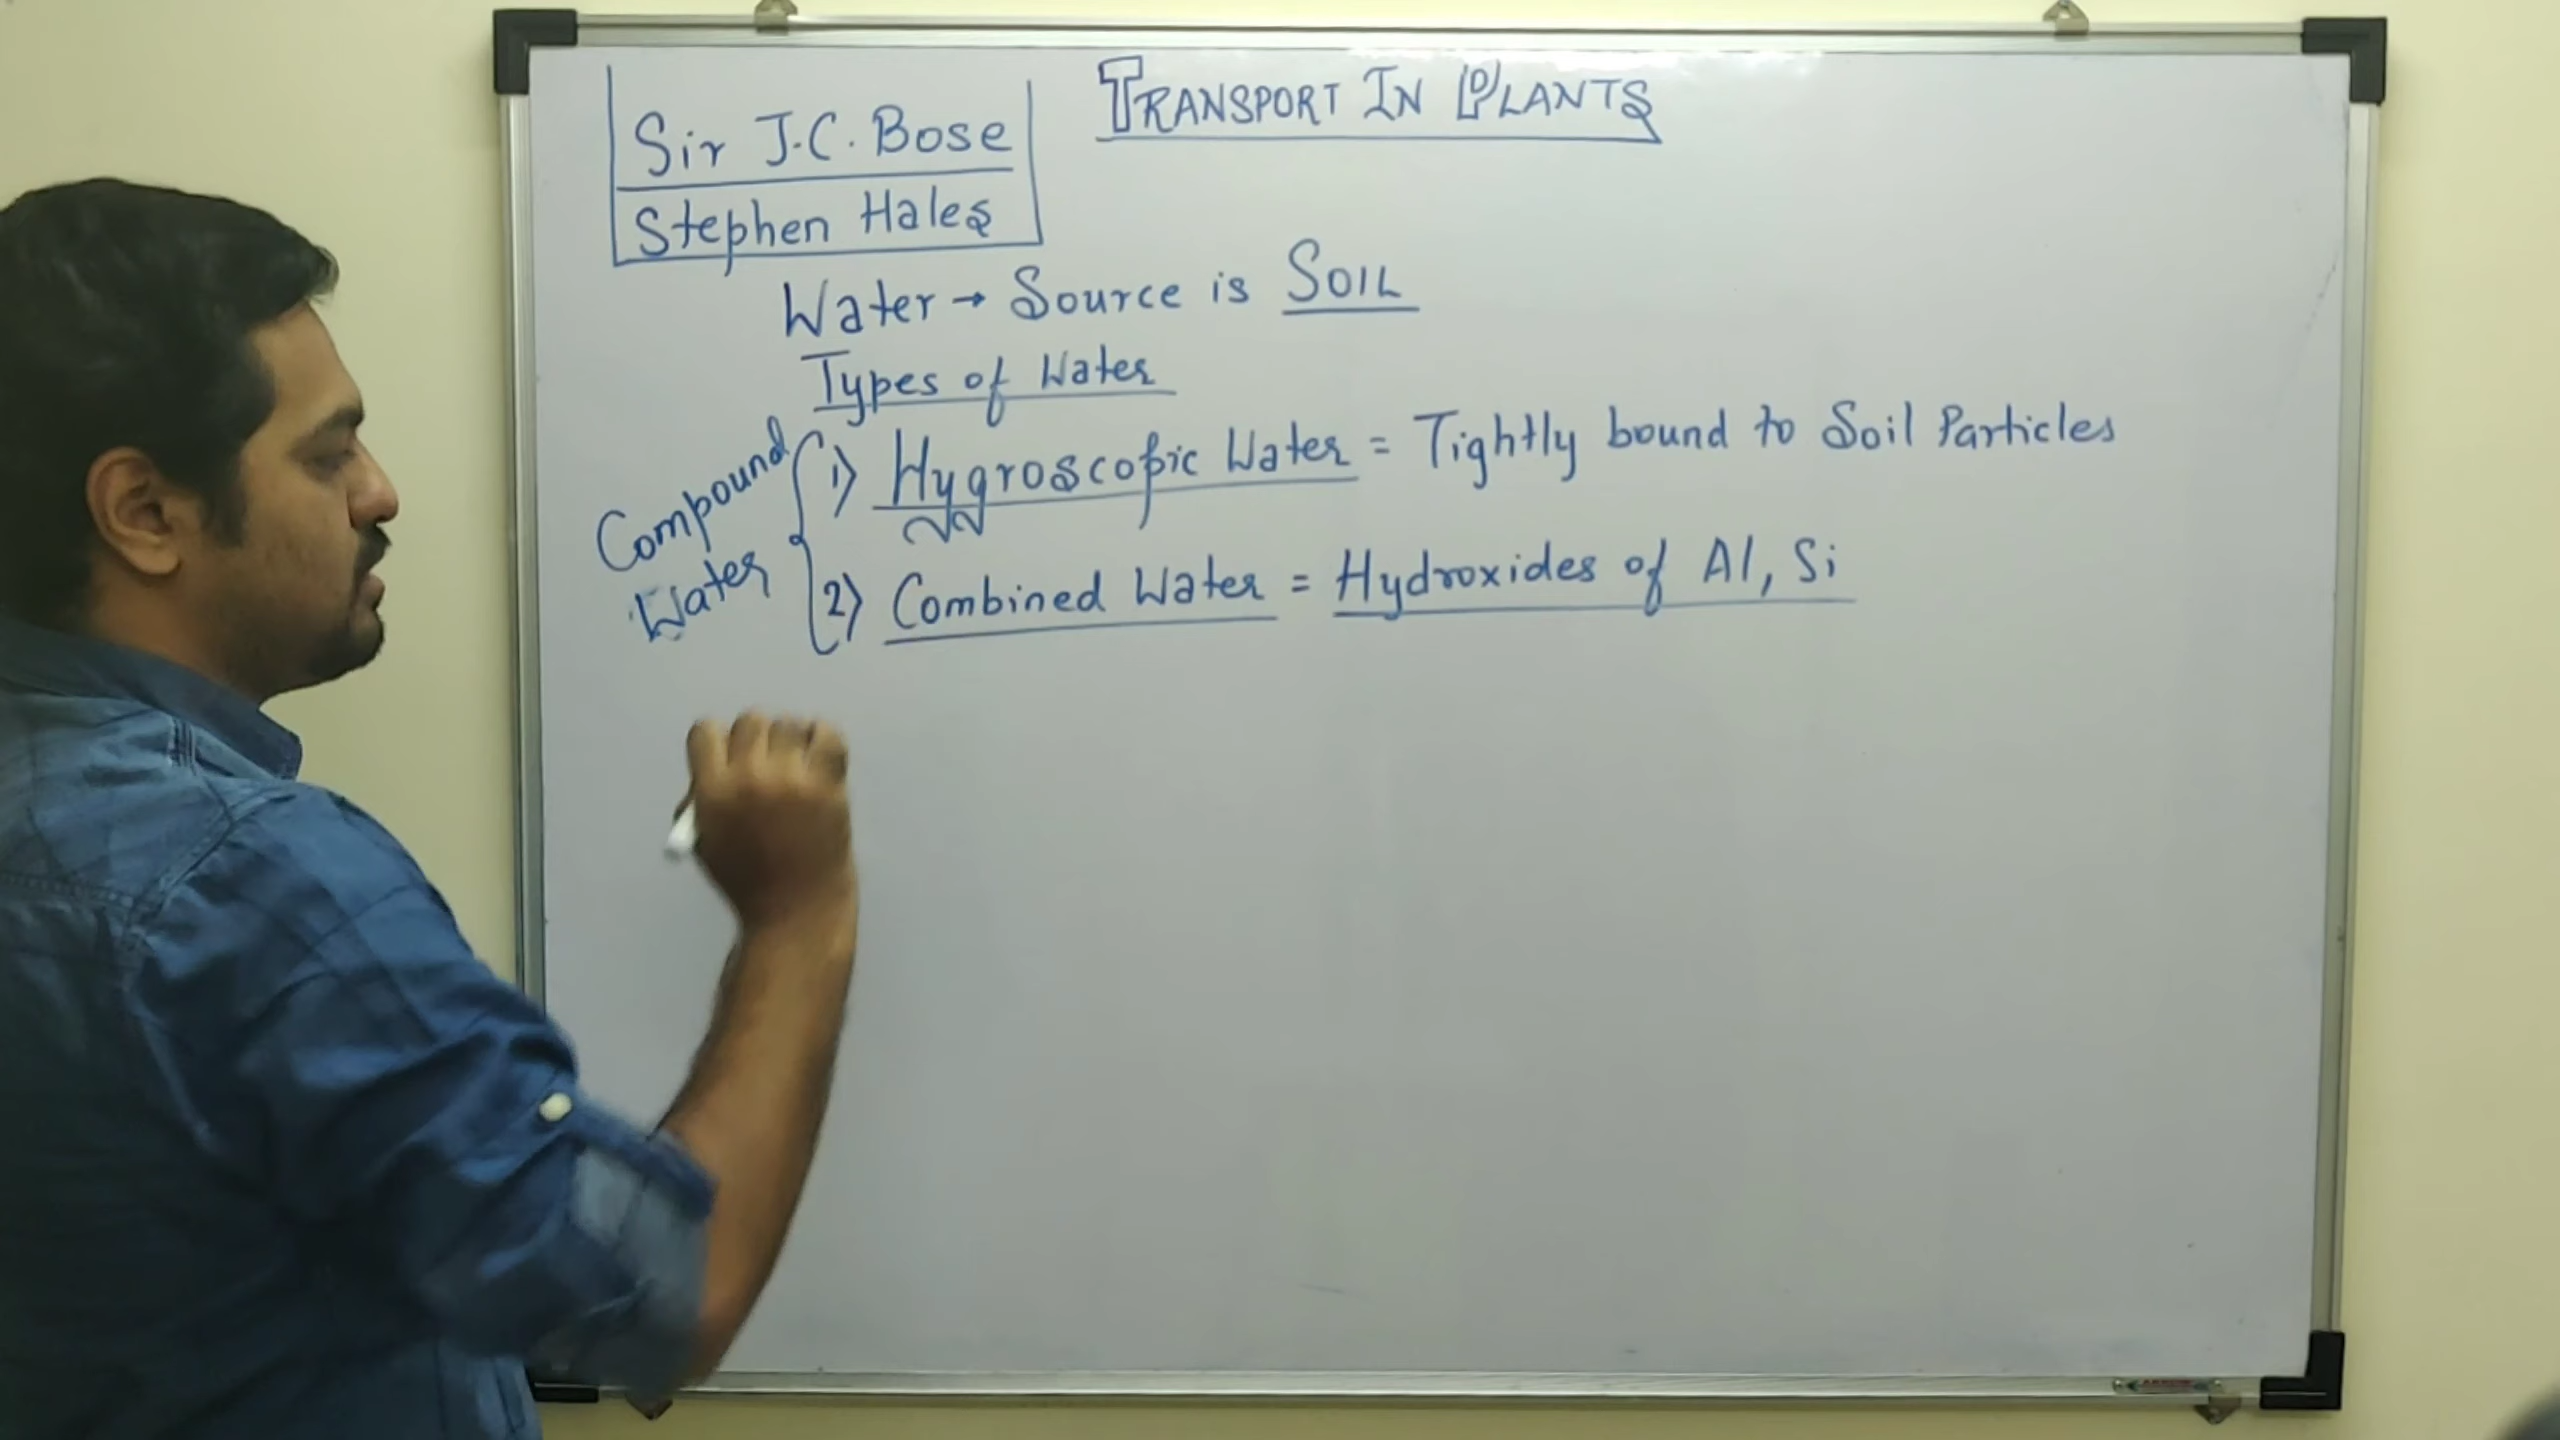 TRANSPORT IN PLANTS
Sir J.C. Bose
Stephen Hales
Water → Source is SOIL
Types of Water
Compound Water
1) Hygroscopic Water = Tightly bound to Soil Particles
2) Combined Water = Hydroxides of Al, Si